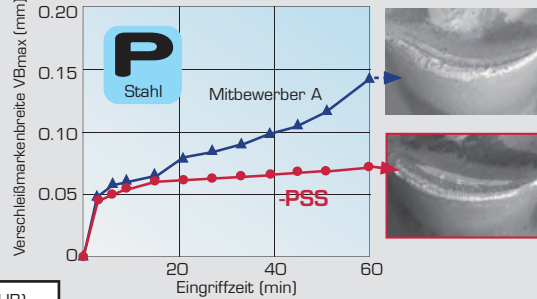 Verschleißmarkenbreite VBmax (mm)
0.20
0.15
0.10
0.05
0
P
Stahl
Mitbewerber A
-PSS
20
40
60
Eingriffzeit (min)